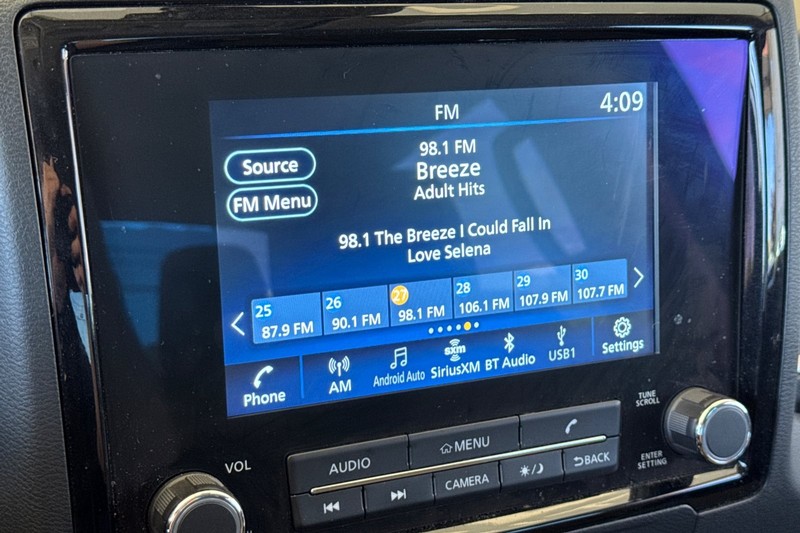 FM
4:09
Source
FM Menu
98.1 FM
Breeze
Adult Hits
98.1 The Breeze I Could Fall In
Love Selena
25
87.9 FM
26
90.1 FM
27
98.1 FM
28
106.1 FM
29
107.9 FM
30
107.7 FM
Phone
AM
Android Auto
sxm
SiriusXM
BT Audio
USB1
Settings
VOL
AUDIO
MENU
CAMERA
BACK
TUNE
SCROLL
ENTER
SETTING